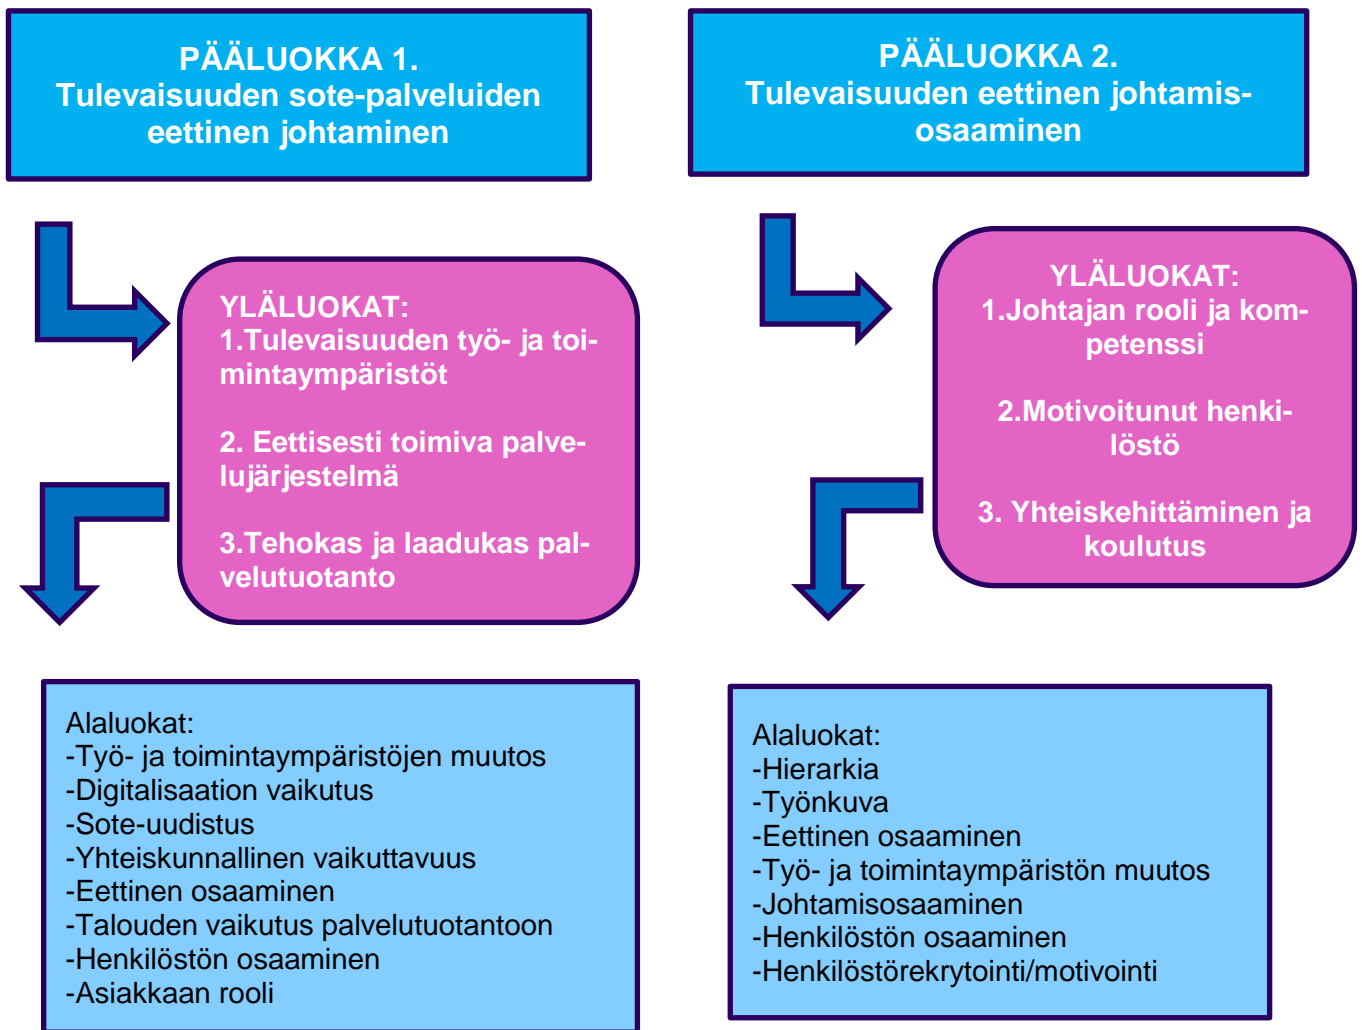 PÄÄLUOKKA 1.
Tulevaisuuden sote-palveluiden
eettinen johtaminen
YLÄLUOKAT:
1.Tulevaisuuden työ- ja toi-
mintaympäristöt
2. Eettisesti toimiva palve-
lujärjestelmä
3.Tehokas ja laadukas pal-
velutuotanto
Alaluokat:
-Työ- ja toimintaympäristöjen muutos
-Digitalisaation vaikutus
-Sote-uudistus
-Yhteiskunnallinen vaikuttavuus
-Eettinen osaaminen
-Talouden vaikutus palvelutuotantoon
-Henkilöstön osaaminen
-Asiakkaan rooli
PÄÄLUOKKA 2.
Tulevaisuuden eettinen johtamis-
osaaminen
YLÄLUOKAT:
1.Johtajan rooli ja kom-
petenssi
2.Motivoitunut henki-
löstö
3. Yhteiskehittäminen ja
koulutus
Alaluokat:
-Hierarkia
-Työnkuva
-Eettinen osaaminen
-Työ- ja toimintaympäristön muutos
-Johtamisosaaminen
-Henkilöstön osaaminen
-Henkilöstörekrytointi/motivointi